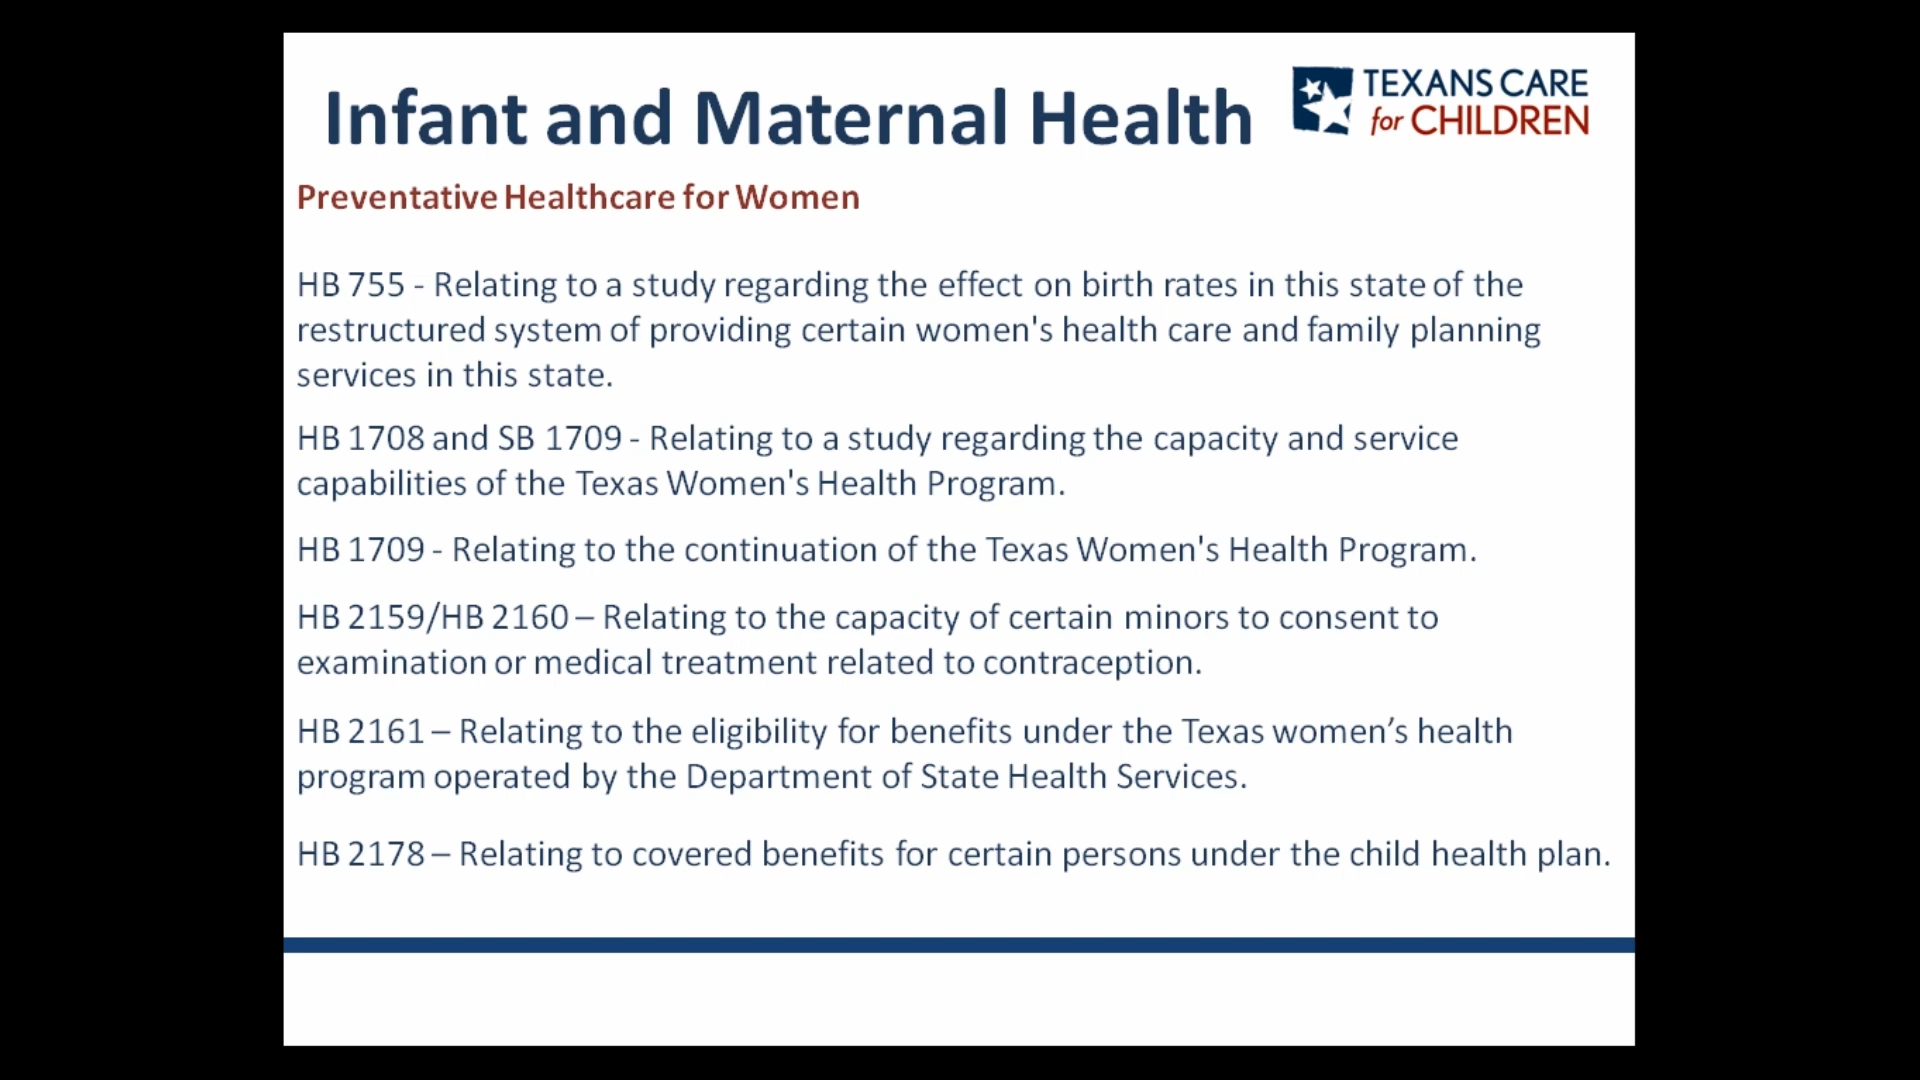 Infant and Maternal Health
TEXANS CARE
for CHILDREN
Preventative Healthcare for Women
HB 755 - Relating to a study regarding the effect on birth rates in this state of the
restructured system of providing certain women's health care and family planning
services in this state.
HB 1708 and SB 1709 - Relating to a study regarding the capacity and service
capabilities of the Texas Women's Health Program.
HB 1709 - Relating to the continuation of the Texas Women's Health Program.
HB 2159/HB 2160 – Relating to the capacity of certain minors to consent to
examination or medical treatment related to contraception.
HB 2161 – Relating to the eligibility for benefits under the Texas women’s health
program operated by the Department of State Health Services.
HB 2178 – Relating to covered benefits for certain persons under the child health plan.